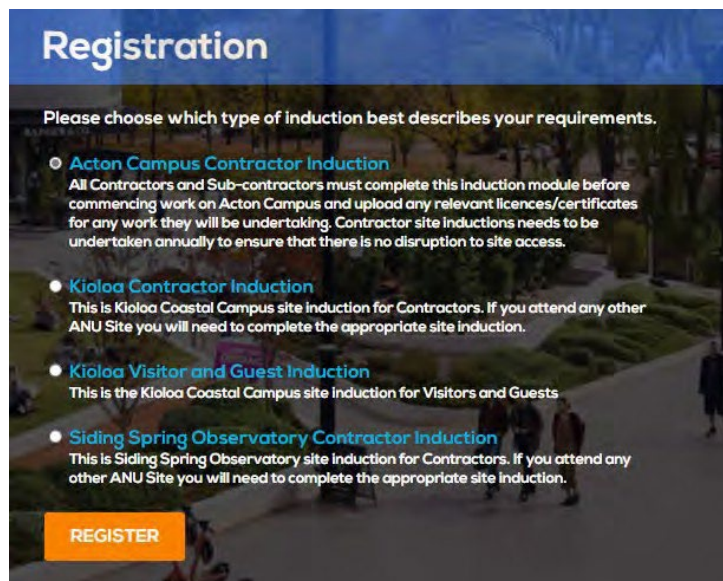 Registration
Please choose which type of induction best describes your requirements.
Acton Campus Contractor Induction
All Contractors and Sub-contractors must complete this induction module before
commencing work on Acton Campus and upload any relevant licences/certificates
for any work they will be undertaking. Contractor site inductions needs to be
undertaken annually to ensure that there is no disruption to site access.
Kioloa Contractor Induction
This is Kioloa Coastal Campus site induction for Contractors. If you attend any other
ANU Site you will need to complete the appropriate site induction.
Kioloa Visitor and Guest Induction
This is the Kioloa Coastal Campus site induction for Visitors and Guests
Siding Spring Observatory Contractor Induction
This is Siding Spring Observatory site induction for Contractors. If you attend any
other ANU Site you will need to complete the appropriate site induction.
REGISTER